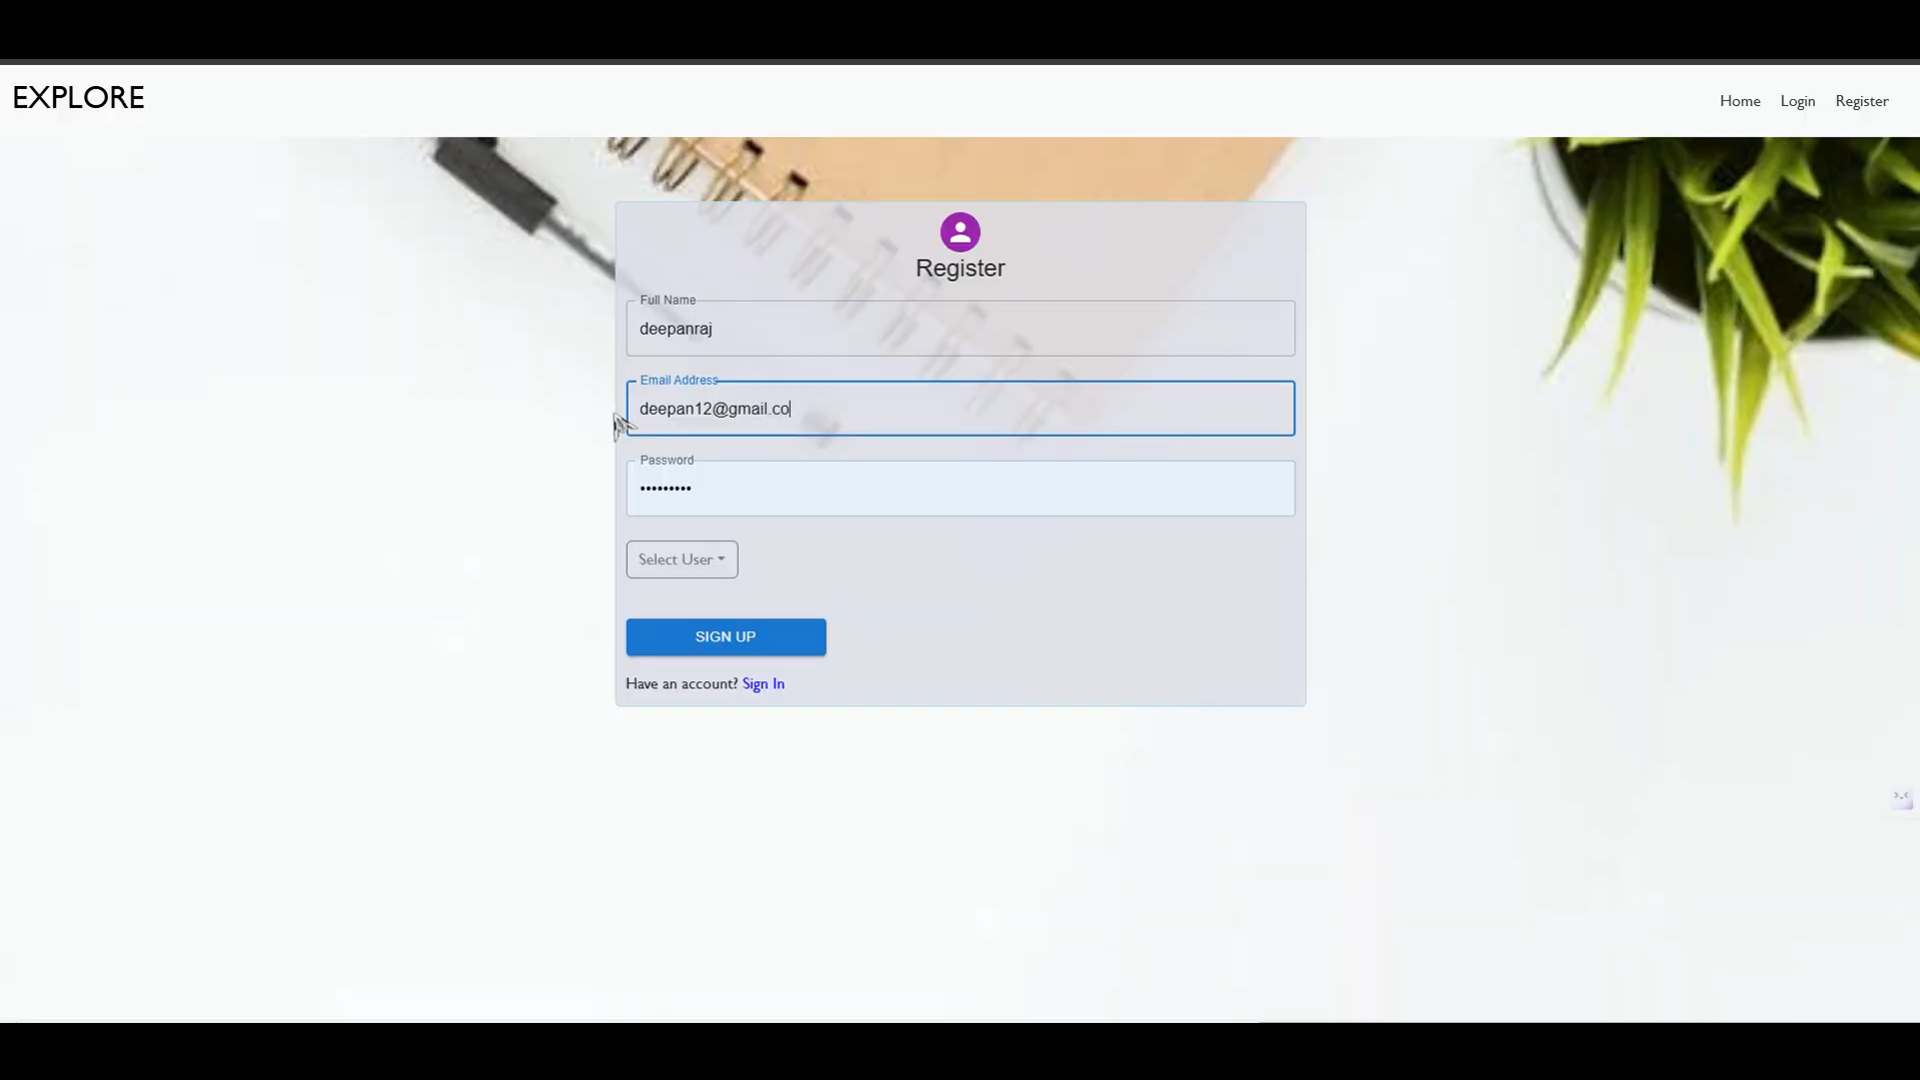 EXPLORE
Home Login Register
Register
Full Name
deepanraj
Email Address
deepan12@gmail.co
Password
•••••••••
Select User
SIGN UP
Have an account? Sign In